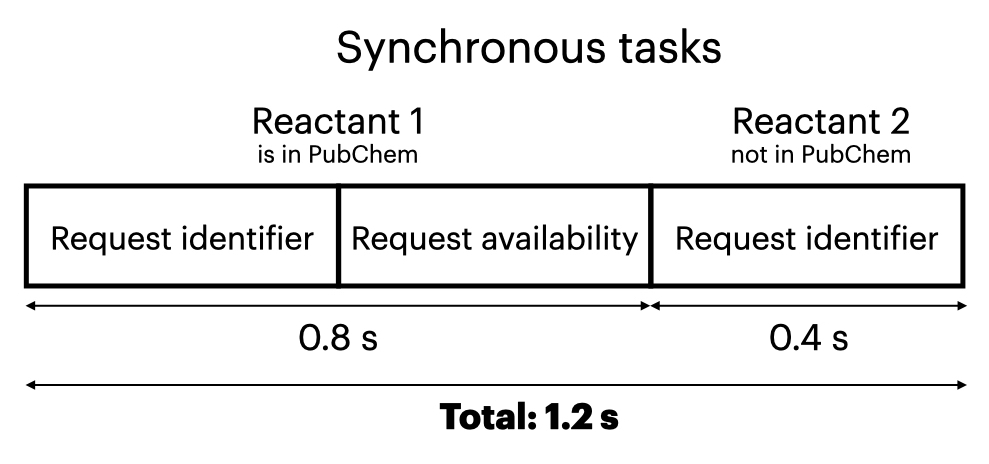 Synchronous tasks
Reactant 1
is in PubChem
Reactant 2
not in PubChem
Request identifier
Request availability
Request identifier
0.8 s
0.4 s
Total: 1.2 s